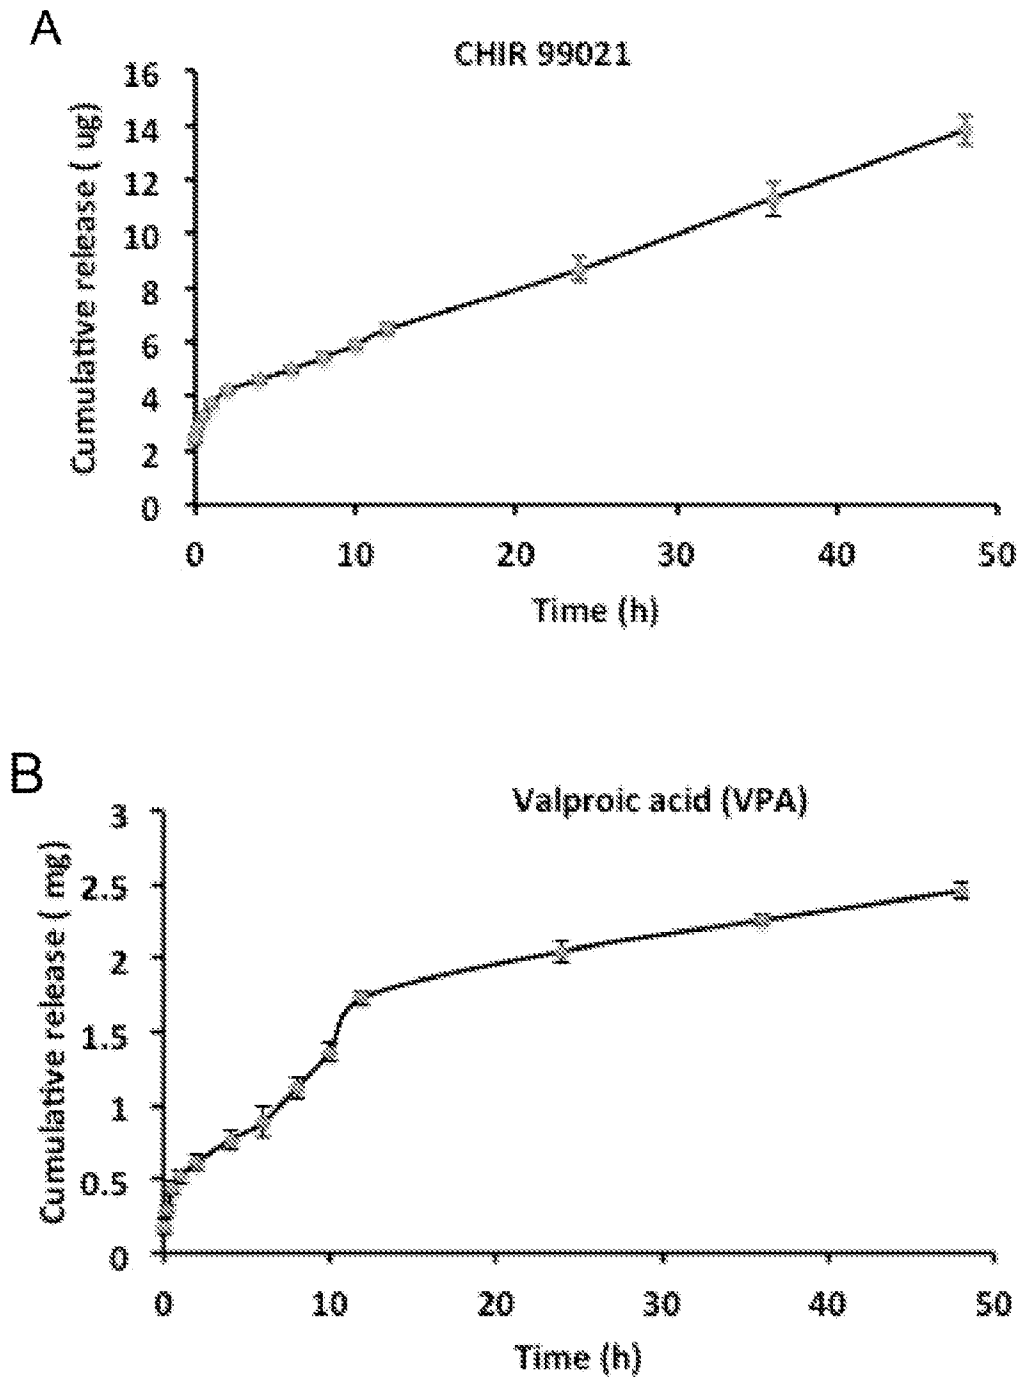 A
CHIR 99021
Cumulative release ( ug)
16
14
12
10
8
6
4
2
0
0 10 20 30 40 50
Time (h)
B
Valproic acid (VPA)
Cumulative release ( mg)
3
2.5
2
1.5
1
0.5
0
0 10 20 30 40 50
Time (h)